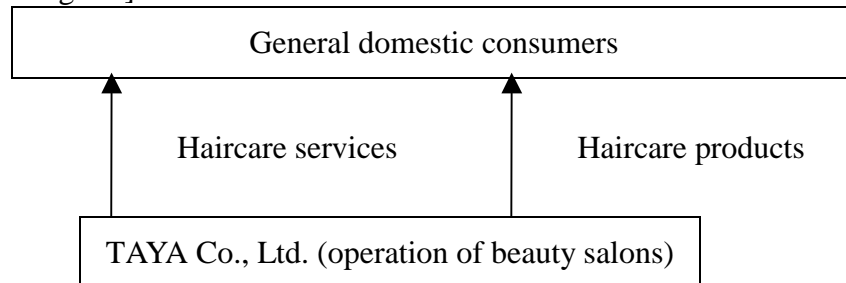 General domestic consumers
Haircare services
Haircare products
TAYA Co., Ltd. (operation of beauty salons)